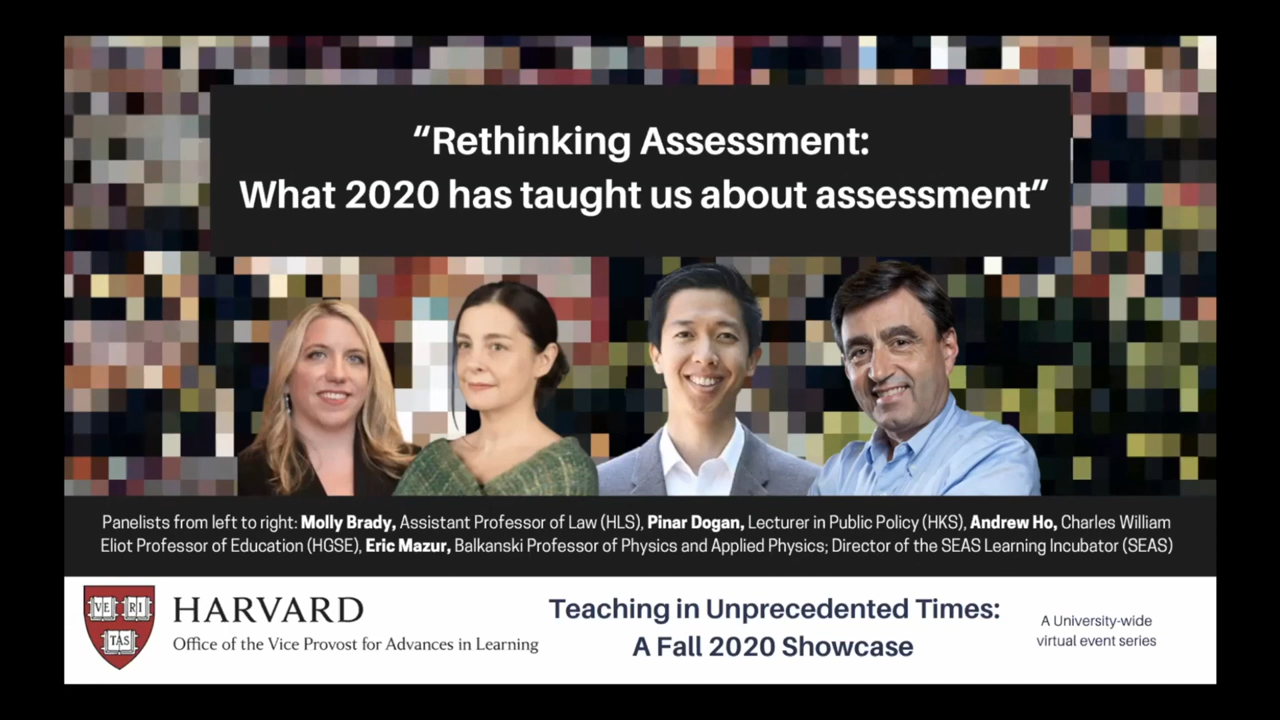 “Rethinking Assessment:
What 2020 has taught us about assessment”
Panelists from left to right: Molly Brady, Assistant Professor of Law (HLS), Pinar Dogan, Lecturer in Public Policy (HKS), Andrew Ho, Charles William
Eliot Professor of Education (HGSE), Eric Mazur, Balkanski Professor of Physics and Applied Physics; Director of the SEAS Learning Incubator (SEAS)
VE RI
TAS
HARVARD
Office of the Vice Provost for Advances in Learning
Teaching in Unprecedented Times:
A Fall 2020 Showcase
A University-wide
virtual event series